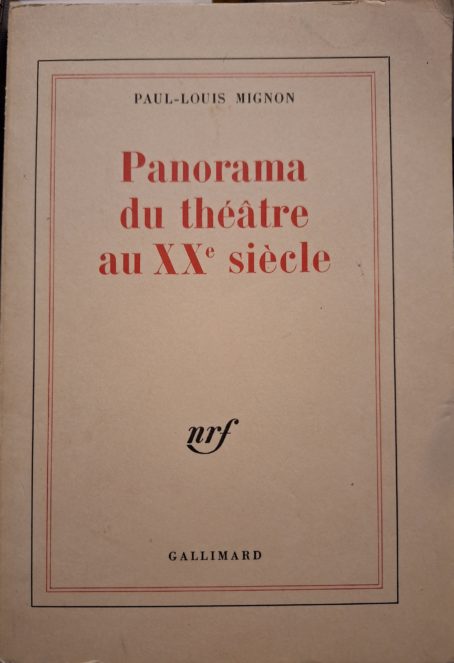 PAUL-LOUIS MIGNON
Panorama
du théâtre
au XXᵉ siècle
nrf
GALLIMARD